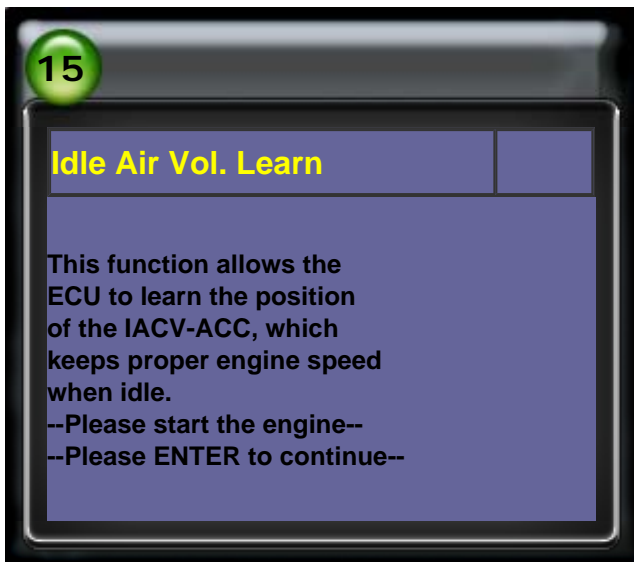 15
Idle Air Vol. Learn
This function allows the
ECU to learn the position
of the IACV-ACC, which
keeps proper engine speed
when idle.
--Please start the engine--
--Please ENTER to continue--